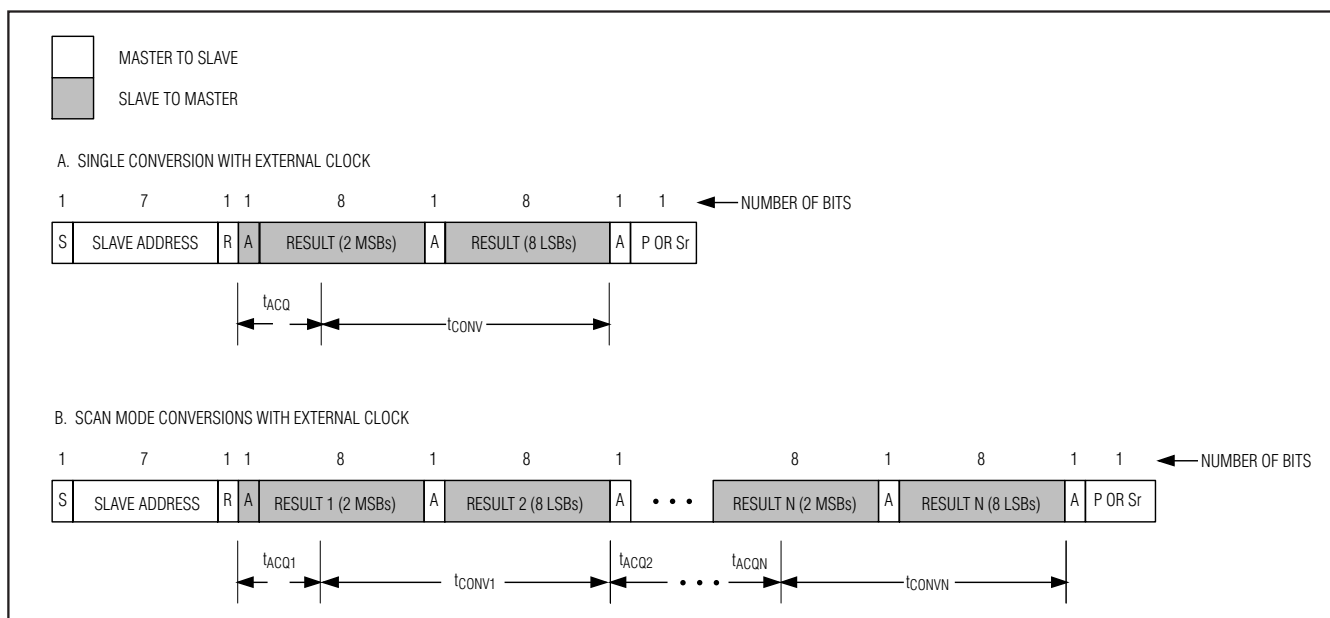 MASTER TO SLAVE
SLAVE TO MASTER
A. SINGLE CONVERSION WITH EXTERNAL CLOCK
1 7 1 1 8 1 8 1 1 NUMBER OF BITS
S SLAVE ADDRESS R A RESULT (2 MSBs) A RESULT (8 LSBs) A P OR Sr
tACQ
tCONV
B. SCAN MODE CONVERSIONS WITH EXTERNAL CLOCK
1 7 1 1 8 1 8 1 8 1 8 1 1 NUMBER OF BITS
S SLAVE ADDRESS R A RESULT 1 (2 MSBs) A RESULT 2 (8 LSBs) A • • • RESULT N (2 MSBs) A RESULT N (8 LSBs) A P OR Sr
tACQ1 tACQ2 tACQN
tCONV1 • • • tCONVN